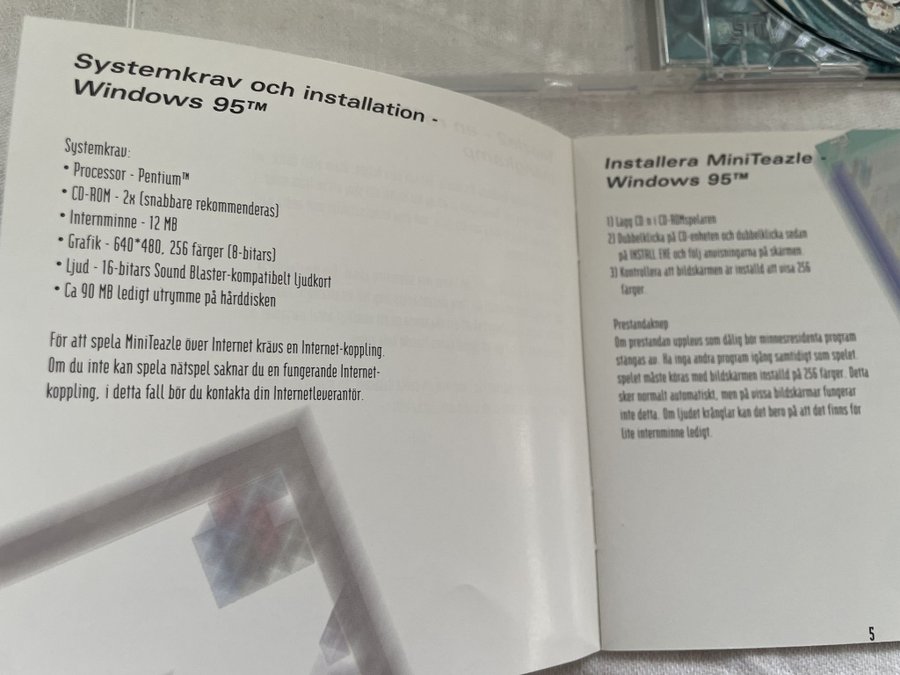 Systemkrav och installation -
Windows 95™
Systemkrav:
• Processor - Pentium™
• CD-ROM - 2x (snabbare rekommenderas)
• Internminne - 12 MB
• Grafik - 640*480, 256 färger (8-bitars)
• Ljud - 16-bitars Sound Blaster-kompatibelt ljudkort
• Ca 90 MB ledigt utrymme på hårddisken
För att spela MiniTeazle över Internet krävs en Internet-koppling.
Om du inte kan spela nätspel saknar du en fungerande Internet-
koppling, i detta fall bör du kontakta din Internetleverantör.
Installera MiniTeazle -
Windows 95™
1) Lägg CD'n i CD-ROMspelaren
2) Dubbelklicka på CD-enheten och dubbelklicka sedan
på INSTALL.EXE och följ anvisningarna på skärmen.
3) Kontrollera att bildskärmen är inställd att visa 256
färger.
Prestandaknep
Om prestandan upplevs som dålig bör minnesresidenta program
stängas av. Ha inga andra program igång samtidigt som spelet.
spelet måste köras med bildskärmen inställd på 256 färger. Detta
sker normalt automatiskt, men på vissa bildskärmar fungerar
inte detta. Om ljudet krånglar kan det bero på att det finns för
lite internminne ledigt.
5